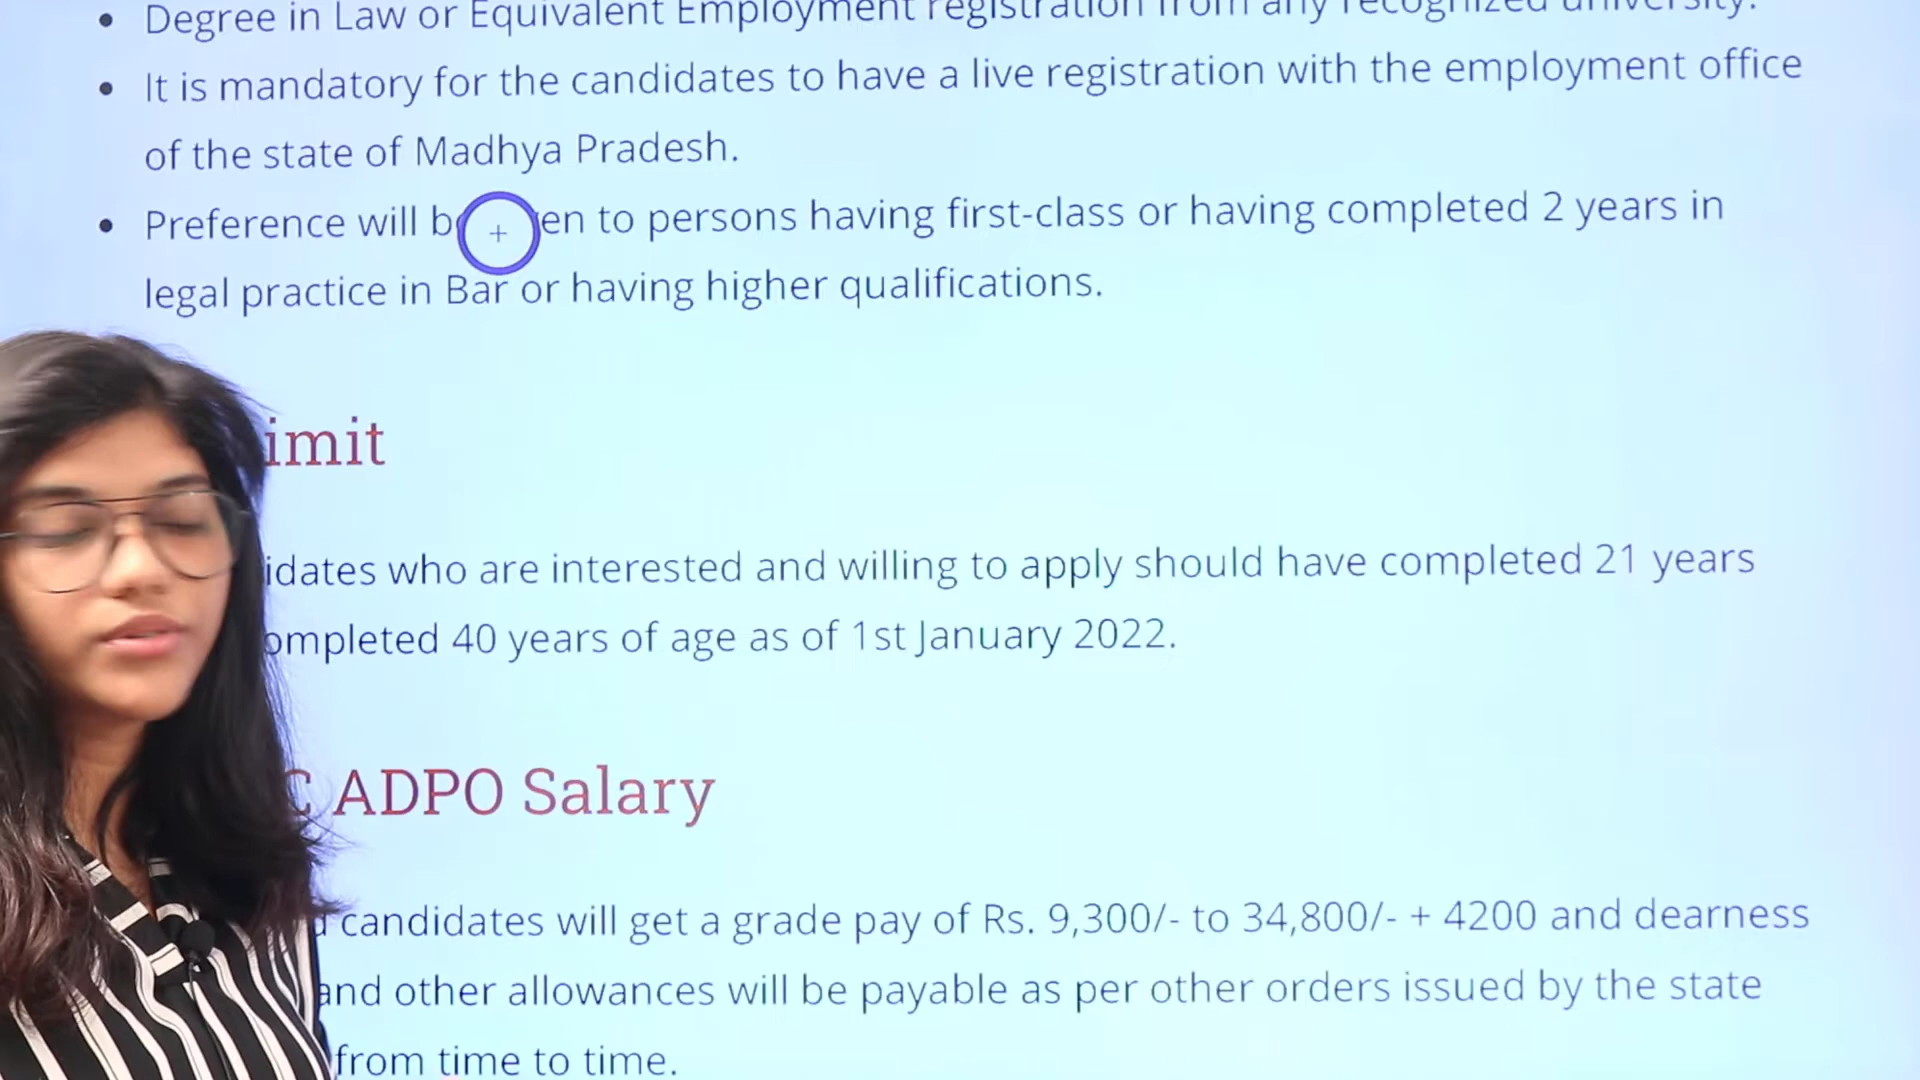 Degree in Law or Equivalent Employment registration from any recognized university.
It is mandatory for the candidates to have a live registration with the employment office
of the state of Madhya Pradesh.
Preference will to persons having first-class or having completed 2 years in
legal practice in Bar or having higher qualifications.
imit
idates who are interested and willing to apply should have completed 21 years
ompleted 40 years of age as of 1st January 2022.
C ADPO Salary
candidates will get a grade pay of Rs. 9,300/- to 34,800/- + 4200 and dearness
and other allowances will be payable as per other orders issued by the state
from time to time.